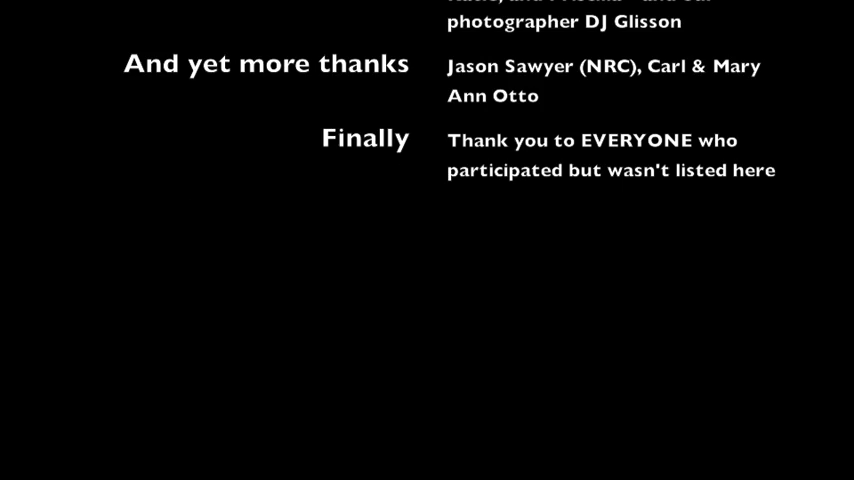 photographer DJ Glisson
And yet more thanks
Jason Sawyer (NRC), Carl & Mary
Ann Otto
Finally
Thank you to EVERYONE who
participated but wasn't listed here